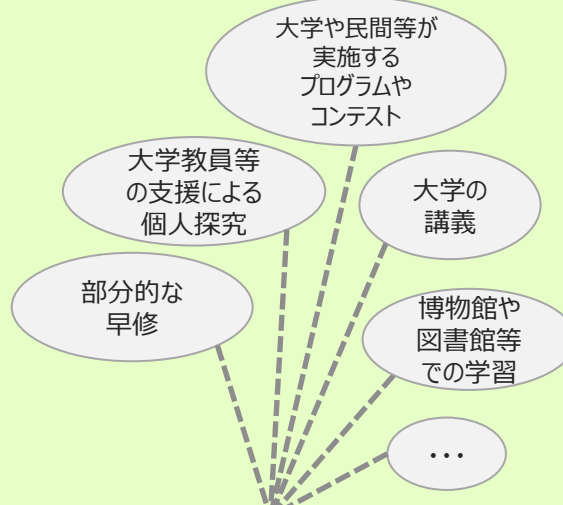 大学や民間等が
実施する
プログラムや
コンテスト
大学教員等
の支援による
個人探究
大学の
講義
部分的な
早修
博物館や
図書館等
での学習
・・・